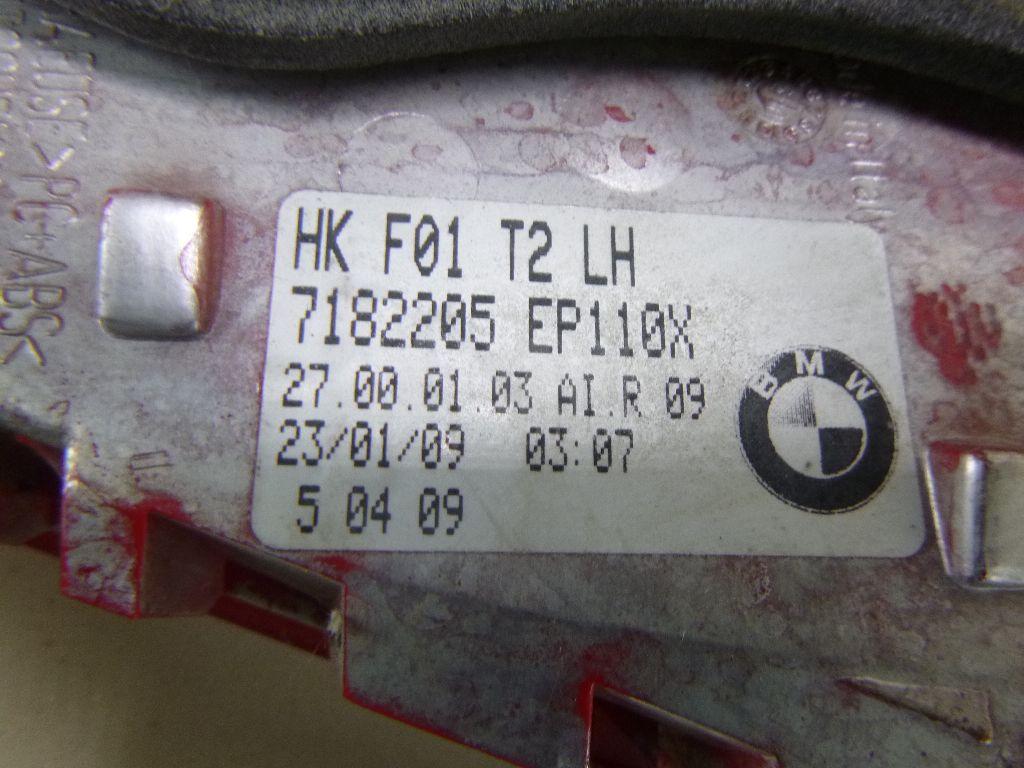 HK F01 T2 LH
7182205 EP110X
27.00.01.03 AI.R 09
23/01/09 03:07
5 04 09
BMW
>PC+ABS<